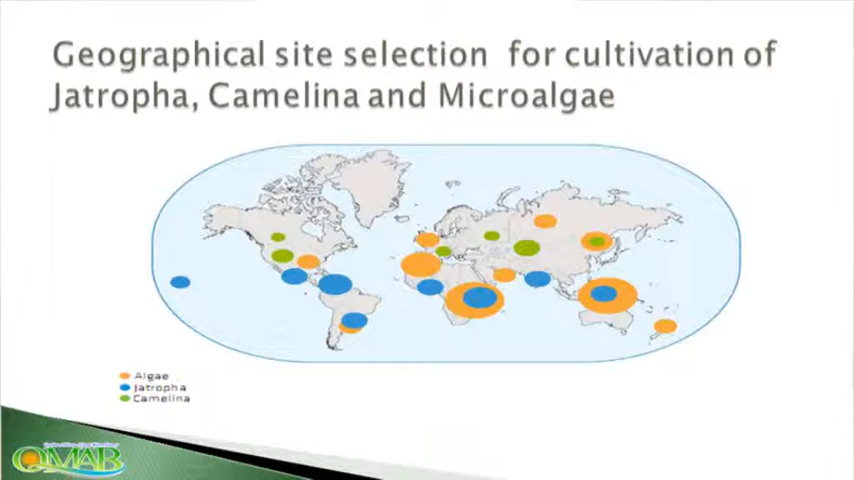 Geographical site selection for cultivation of
Jatropha, Camelina and Microalgae
Algae
Jatropha
Camelina
QMAB